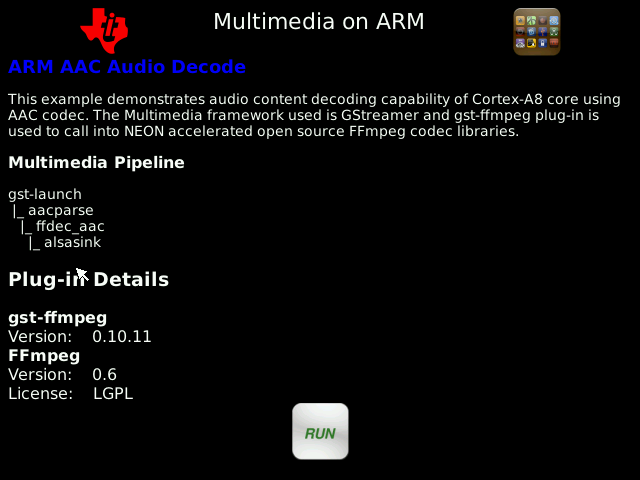 Multimedia on ARM
ARM AAC Audio Decode
This example demonstrates audio content decoding capability of Cortex-A8 core using
AAC codec. The Multimedia framework used is GStreamer and gst-ffmpeg plug-in is
used to call into NEON accelerated open source FFmpeg codec libraries.
Multimedia Pipeline
gst-launch
|_ aacparse
|_ ffdec_aac
|_ alsasink
Plug-in Details
gst-ffmpeg
Version: 0.10.11
FFmpeg
Version: 0.6
License: LGPL
RUN